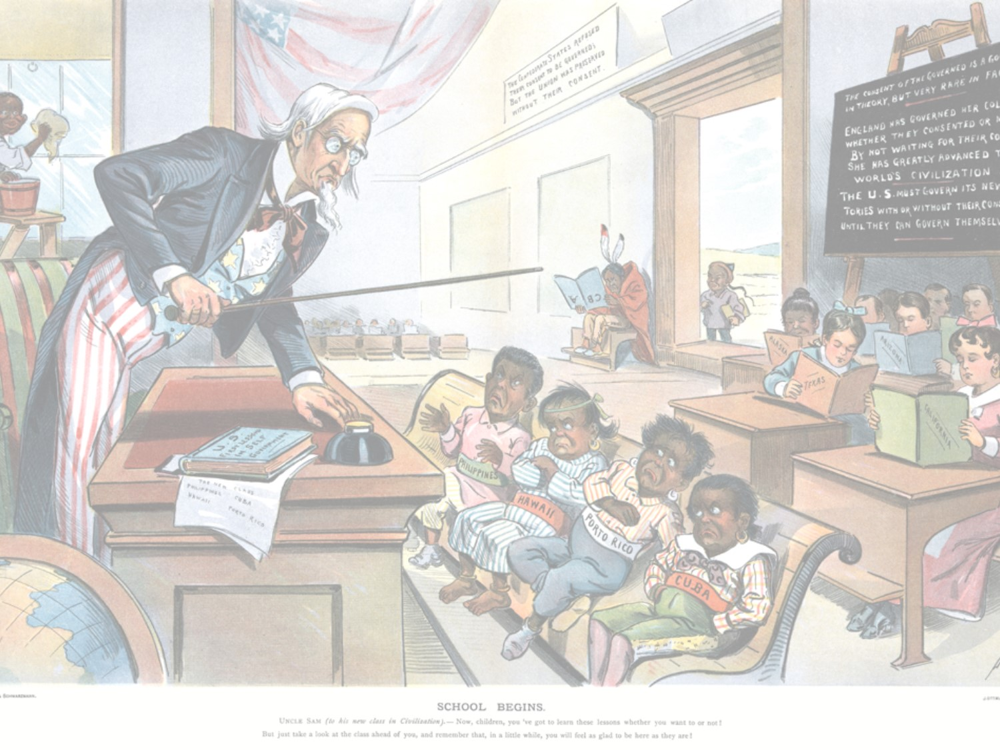 THE CONFEDERATE STATES REFUSED
THEIR CONSENT TO BE GOVERNED;
BUT THE UNION WAS PRESERVED
WITHOUT THEIR CONSENT.
THE CONSENT OF THE GOVERNED IS A GO
IN THEORY, BUT VERY RARE IN FA
ENGLAND HAS GOVERNED HER COL
WHETHER THEY CONSENTED OR N
BY NOT WAITING FOR THEIR CO
SHE HAS GREATLY ADVANCED T
WORLD'S CIVILIZATION
THE U.S. MUST GOVERN ITS NEW
TORIES WITH OR WITHOUT THEIR CONS
UNTIL THEY CAN GOVERN THEMSELV
A
CB
ALASKA
ARIZONA
TEXAS
CALIFORNIA
U.S.
FIRST LESSONS
IN SELF
GOVERNMENT
THE NEW CLASS
PHILIPPINES CUBA
HAWAII
PORTO RICO
PHILIPPINES
HAWAII
PORTO RICO
CUBA
SCHWARZMANN.
J. OTTM
SCHOOL BEGINS.
UNCLE SAM (to his new class in Civilization).— Now, children, you 've got to learn these lessons whether you want to or not!
But just take a look at the class ahead of you, and remember that, in a little while, you will feel as glad to be here as they are!